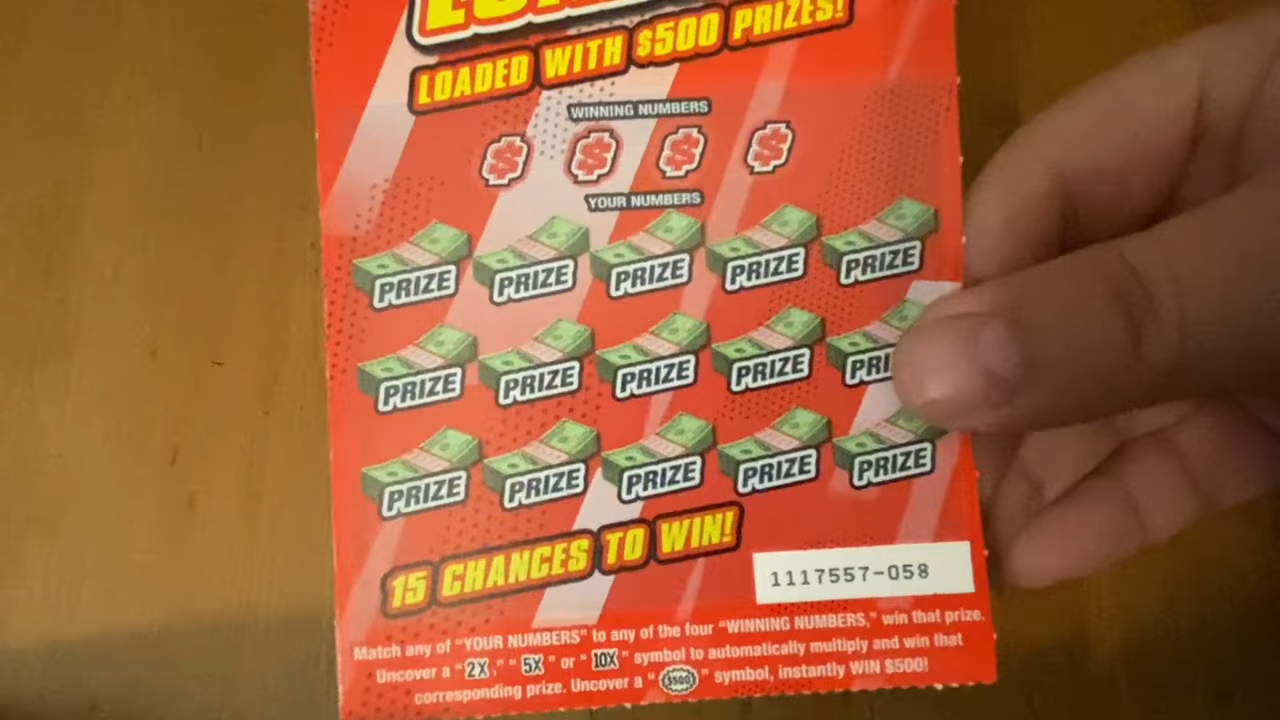 LOADED WITH $500 PRIZES!
WINNING NUMBERS
$ $ $ $
YOUR NUMBERS
PRIZE PRIZE PRIZE PRIZE PRIZE
PRIZE PRIZE PRIZE PRIZE PRI
PRIZE PRIZE PRIZE PRIZE PRIZE
15 CHANCES TO WIN!
1117557-058
Match any of "YOUR NUMBERS" to any of the four "WINNING NUMBERS," win that prize.
Uncover a "2X," "5X" or "10X" symbol to automatically multiply and win that
corresponding prize. Uncover a "$500" symbol, instantly WIN $500!